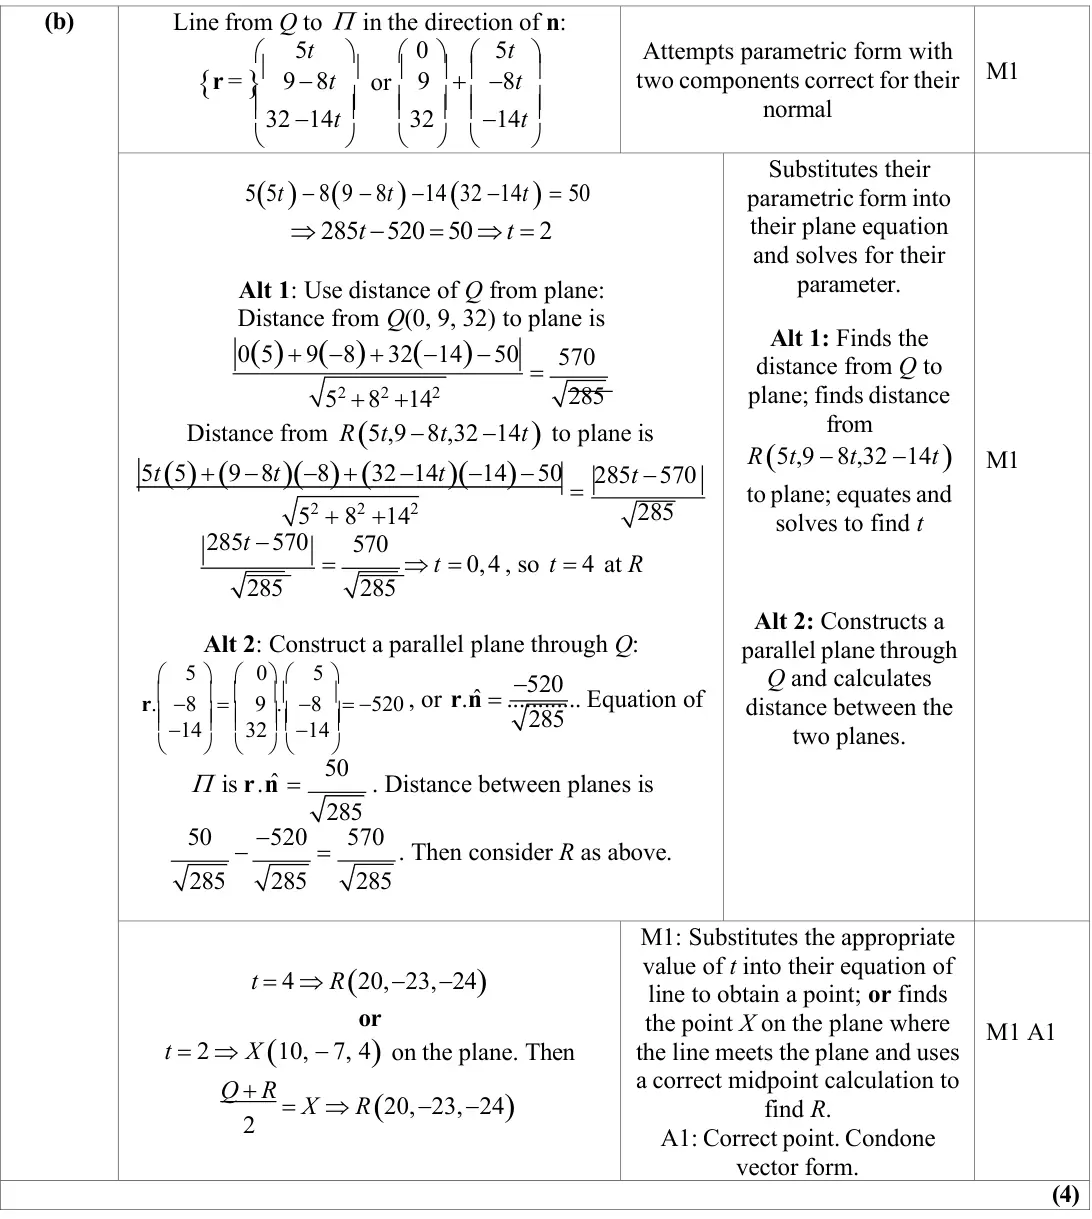 (b)
Line from Q to Π in the direction of n:
{r =} (5t, 9 − 8t, 32 − 14t) or (0, 9, 32) + (5t, −8t, −14t)
Attempts parametric form with
two components correct for their
normal
M1
5(5t) − 8(9 − 8t) − 14(32 − 14t) = 50
⇒ 285t − 520 = 50 ⇒ t = 2
Alt 1: Use distance of Q from plane:
Distance from Q(0, 9, 32) to plane is
|0(5) + 9(−8) + 32(−14) − 50| / √(5² + 8² + 14²) = 570 / √285
Distance from R(5t,9 − 8t,32 − 14t) to plane is
|5t(5) + (9 − 8t)(−8) + (32 − 14t)(−14) − 50| / √(5² + 8² + 14²) = |285t − 570| / √285
|285t − 570| / √285 = 570 / √285 ⇒ t = 0, 4 , so t = 4 at R
Alt 2: Construct a parallel plane through Q:
r.(5, −8, −14) = (0, 9, 32).(5, −8, −14) = −520 , or r.n̂ = −520 / √285 .. Equation of
Π is r.n̂ = 50 / √285 . Distance between planes is
50 / √285 − −520 / √285 = 570 / √285 . Then consider R as above.
Substitutes their
parametric form into
their plane equation
and solves for their
parameter.
Alt 1: Finds the
distance from Q to
plane; finds distance
from
R(5t,9 − 8t,32 − 14t)
to plane; equates and
solves to find t
Alt 2: Constructs a
parallel plane through
Q and calculates
distance between the
two planes.
M1
t = 4 ⇒ R(20,−23,−24)
or
t = 2 ⇒ X(10, − 7, 4) on the plane. Then
(Q + R) / 2 = X ⇒ R(20,−23,−24)
M1: Substitutes the appropriate
value of t into their equation of
line to obtain a point; or finds
the point X on the plane where
the line meets the plane and uses
a correct midpoint calculation to
find R.
A1: Correct point. Condone
vector form.
M1 A1
(4)